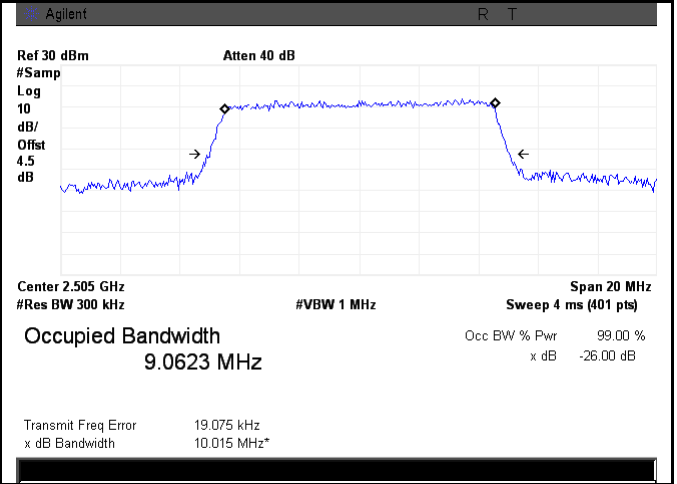 Agilent R T
Ref 30 dBm Atten 40 dB
#Samp
Log
10
dB/
Offst
4.5
dB
Center 2.505 GHz Span 20 MHz
#Res BW 300 kHz #VBW 1 MHz Sweep 4 ms (401 pts)
Occupied Bandwidth Occ BW % Pwr 99.00 %
9.0623 MHz x dB -26.00 dB
Transmit Freq Error 19.075 kHz
x dB Bandwidth 10.015 MHz*